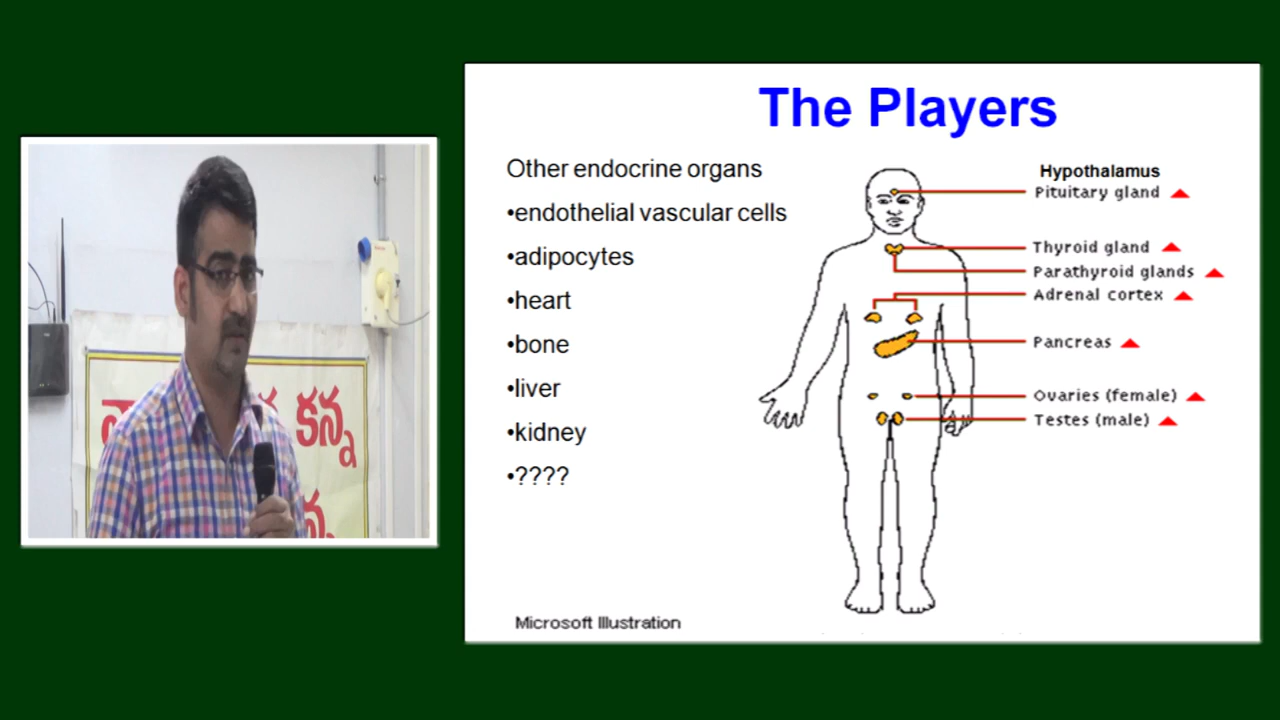 The Players
Other endocrine organs
•endothelial vascular cells
•adipocytes
•heart
•bone
•liver
•kidney
•????
Hypothalamus
Pituitary gland
Thyroid gland
Parathyroid glands
Adrenal cortex
Pancreas
Ovaries (female)
Testes (male)
Microsoft Illustration
కన్న